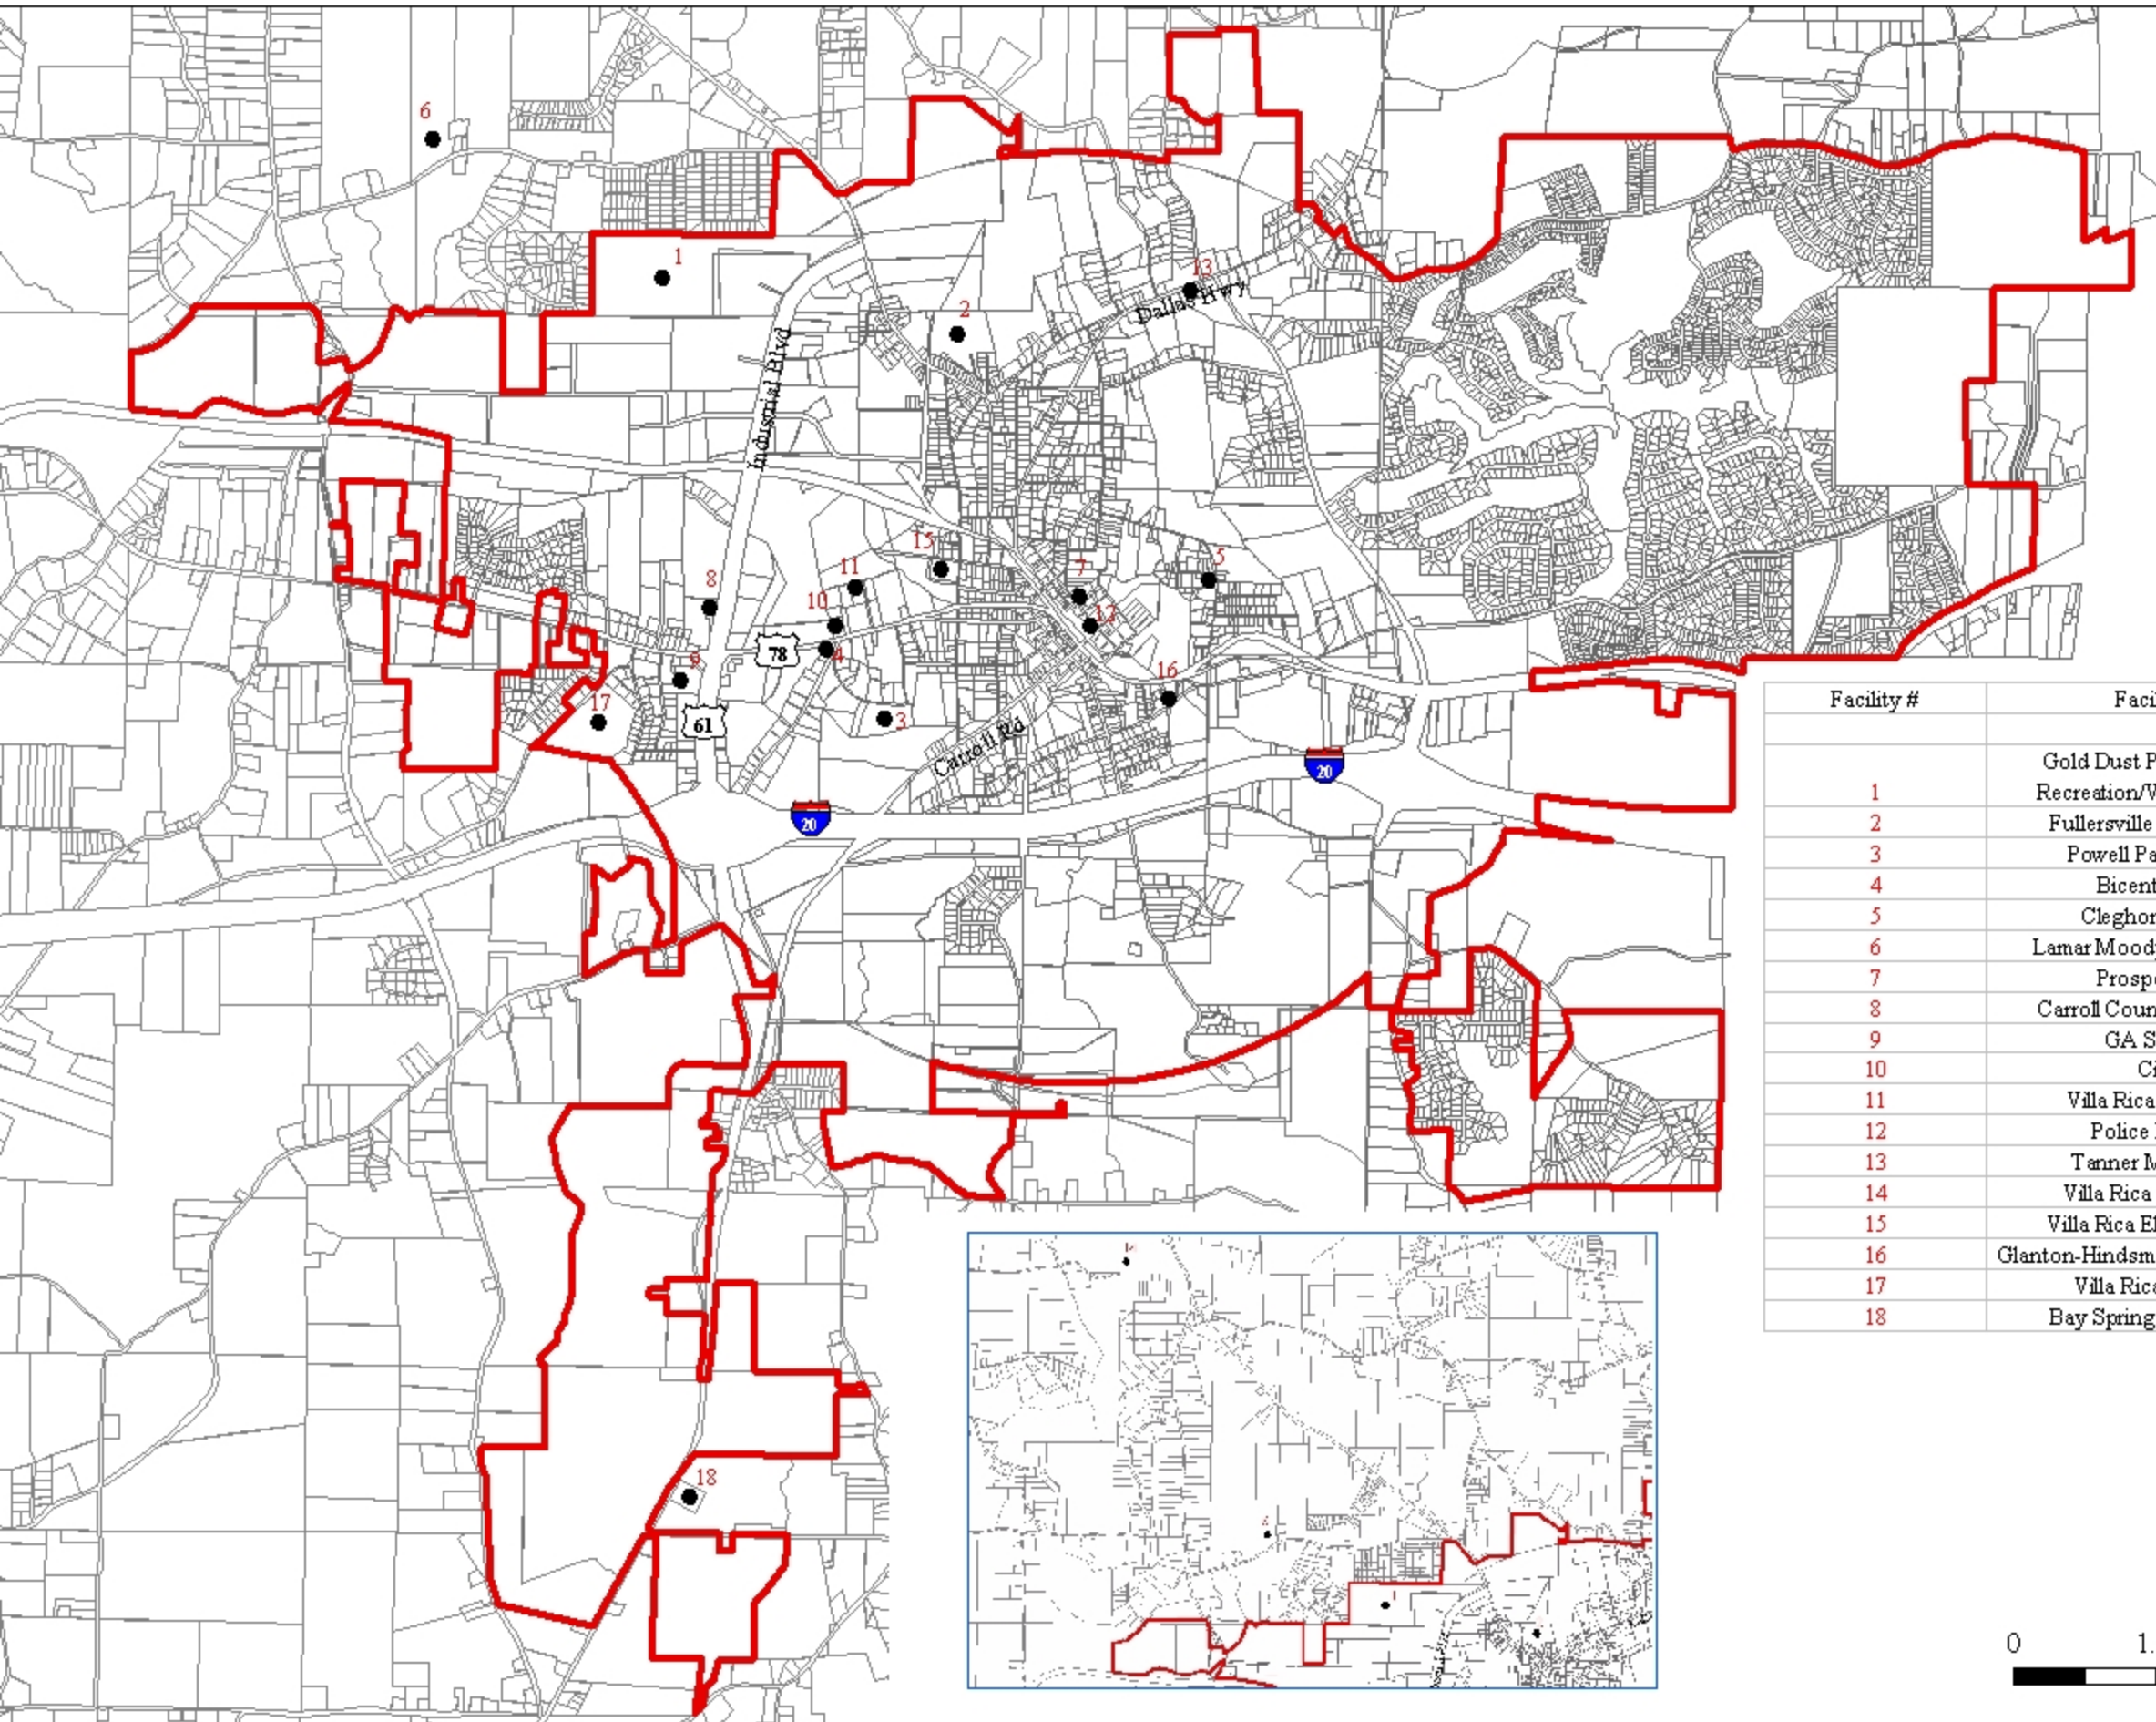 6
1
13
Dallas Hwy
2
Industrial Blvd
15
5
11
7
8
10
12
78
4
16
17
61
3
Carroll Rd
20
20
18
Facility # Faci
Gold Dust P
1 Recreation/V
2 Fullersville
3 Powell Pa
4 Bicent
5 Cleghor
6 Lamar Mood
7 Prosp
8 Carroll Coun
9 GA S
10 Ci
11 Villa Rica
12 Police
13 Tanner M
14 Villa Rica
15 Villa Rica El
16 Glanton-Hindsm
17 Villa Rica
18 Bay Spring
0 1.